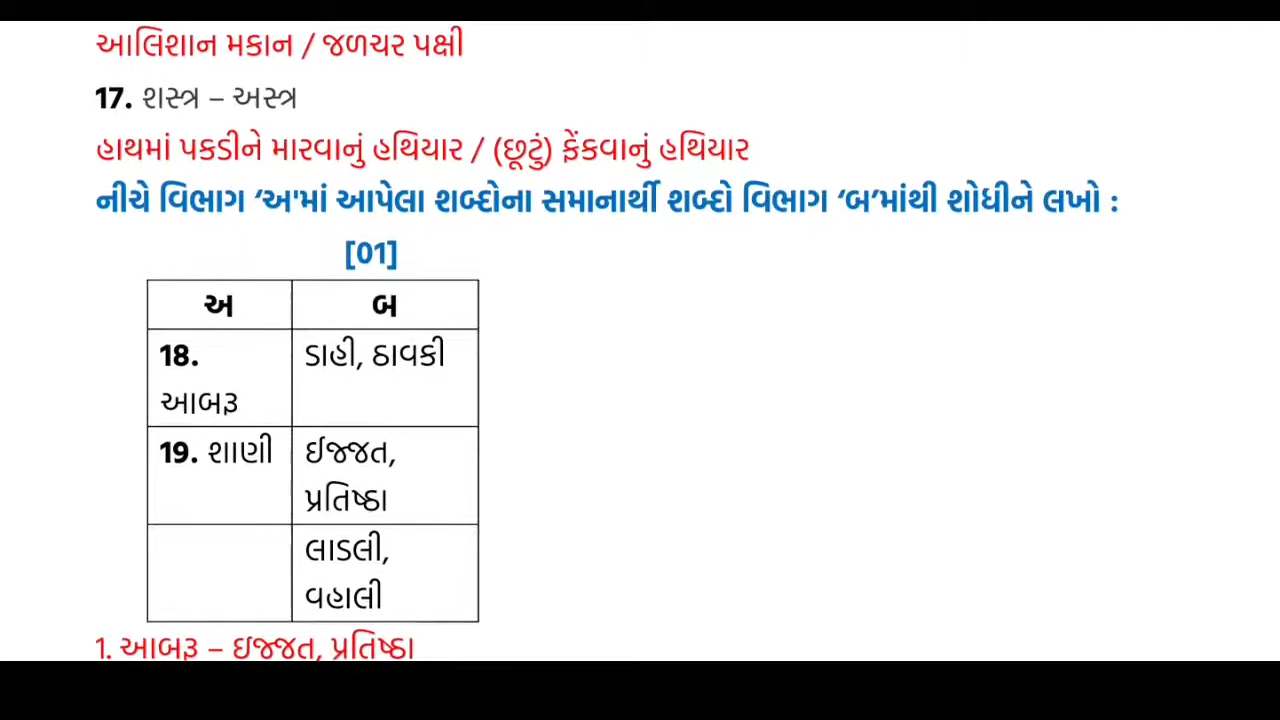 આલિશાન મકાન / જળચર પક્ષી
17. શસ્ત્ર – અસ્ત્ર
હાથમાં પકડીને મારવાનું હથિયાર / (છૂટું) ફેંકવાનું હથિયાર
નીચે વિભાગ ‘અ'માં આપેલા શબ્દોના સમાનાર્થી શબ્દો વિભાગ ‘બ’માંથી શોધીને લખો :
[01]
અ બ
18. ડાહી, ઠાવકી
આબરૂ
19. શાણી ઈજ્જત,
પ્રતિષ્ઠા
લાડલી,
વહાલી
1. આબરૂ – ઇજ્જત, પ્રતિષ્ઠા